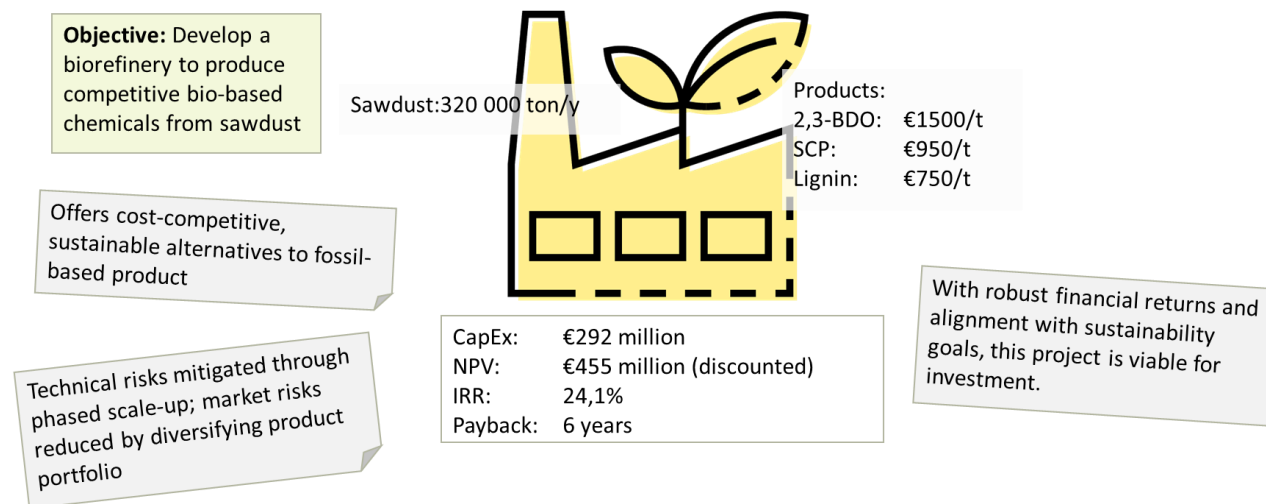 Objective: Develop a
biorefinery to produce
competitive bio-based
chemicals from sawdust
Sawdust:320 000 ton/y
Products:
2,3-BDO: €1500/t
SCP: €950/t
Lignin: €750/t
Offers cost-competitive,
sustainable alternatives to fossil-
based product
Technical risks mitigated through
phased scale-up; market risks
reduced by diversifying product
portfolio
CapEx: €292 million
NPV: €455 million (discounted)
IRR: 24,1%
Payback: 6 years
With robust financial returns and
alignment with sustainability
goals, this project is viable for
investment.